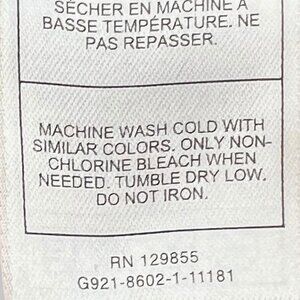 SÉCHER EN MACHINE À
BASSE TEMPÉRATURE. NE
PAS REPASSER.
MACHINE WASH COLD WITH
SIMILAR COLORS. ONLY NON-
CHLORINE BLEACH WHEN
NEEDED. TUMBLE DRY LOW.
DO NOT IRON.
RN 129855
G921-8602-1-11181